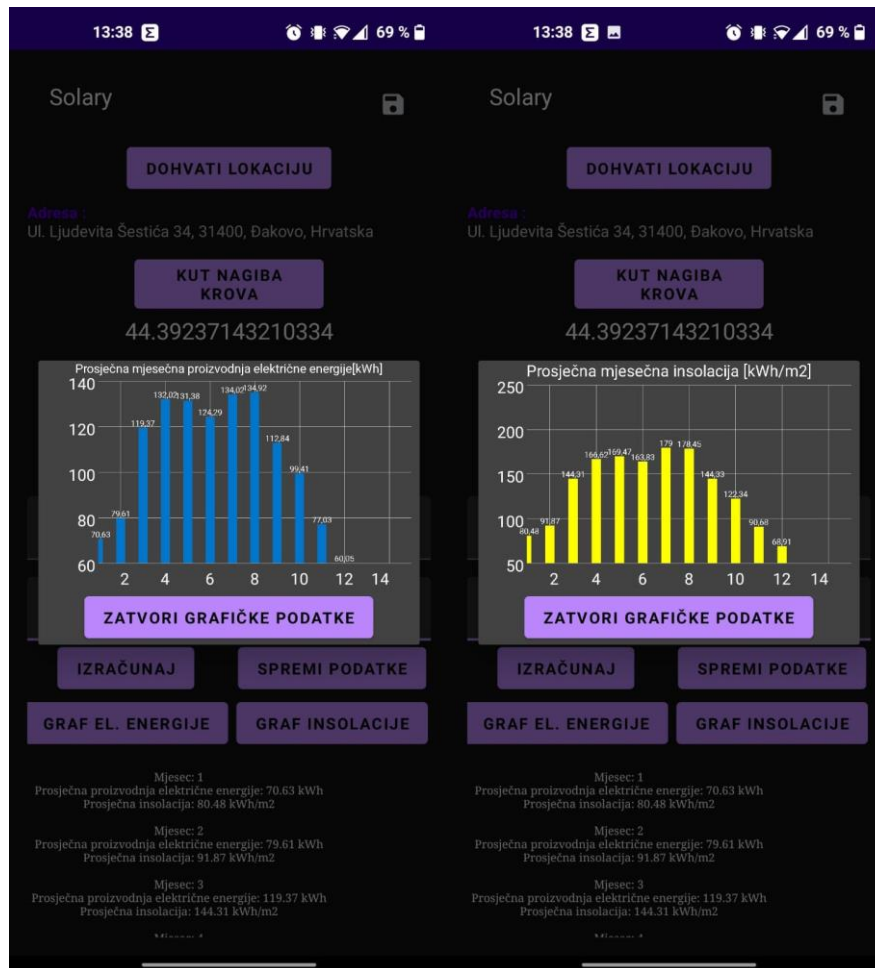 13:38 Σ 69 %
Solary
DOHVATI LOKACIJU
Adresa :
Ul. Ljudevita Šestića 34, 31400, Đakovo, Hrvatska
KUT NAGIBA
KROVA
44.39237143210334
Prosječna mjesečna proizvodnja električne energije[kWh]
140
120
100
80
60
70,63
79,61
119,37
132,02
131,38
124,29
134,02
134,92
112,84
99,41
77,03
60,05
2 4 6 8 10 12 14
ZATVORI GRAFIČKE PODATKE
IZRAČUNAJ SPREMI PODATKE
GRAF EL. ENERGIJE GRAF INSOLACIJE
Mjesec: 1
Prosječna proizvodnja električne energije: 70.63 kWh
Prosječna insolacija: 80.48 kWh/m2
Mjesec: 2
Prosječna proizvodnja električne energije: 79.61 kWh
Prosječna insolacija: 91.87 kWh/m2
Mjesec: 3
Prosječna proizvodnja električne energije: 119.37 kWh
Prosječna insolacija: 144.31 kWh/m2
13:38 Σ 69 %
Solary
DOHVATI LOKACIJU
Adresa :
Ul. Ljudevita Šestića 34, 31400, Đakovo, Hrvatska
KUT NAGIBA
KROVA
44.39237143210334
Prosječna mjesečna insolacija [kWh/m2]
250
200
150
100
50
80,48
91,87
144,31
166,62
169,47
163,83
179
178,45
144,33
122,34
90,68
68,91
2 4 6 8 10 12 14
ZATVORI GRAFIČKE PODATKE
IZRAČUNAJ SPREMI PODATKE
GRAF EL. ENERGIJE GRAF INSOLACIJE
Mjesec: 1
Prosječna proizvodnja električne energije: 70.63 kWh
Prosječna insolacija: 80.48 kWh/m2
Mjesec: 2
Prosječna proizvodnja električne energije: 79.61 kWh
Prosječna insolacija: 91.87 kWh/m2
Mjesec: 3
Prosječna proizvodnja električne energije: 119.37 kWh
Prosječna insolacija: 144.31 kWh/m2